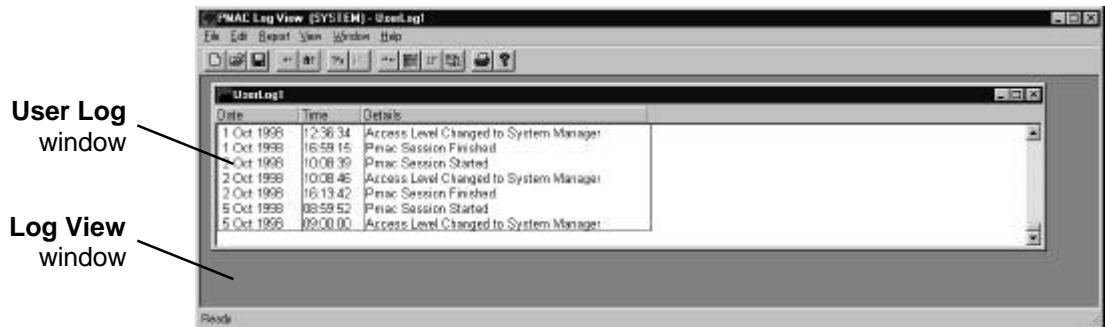 PMAC Log View (SYSTEM) - UserLog1
File Edit Report View Window Help
UserLog1
Date Time Details
1 Oct 1998 12:36:34 Access Level Changed to System Manager
1 Oct 1998 16:59:15 Pmac Session Finished
2 Oct 1998 10:08:39 Pmac Session Started
2 Oct 1998 10:08:46 Access Level Changed to System Manager
2 Oct 1998 16:13:42 Pmac Session Finished
5 Oct 1998 08:59:52 Pmac Session Started
5 Oct 1998 09:00:00 Access Level Changed to System Manager
User Log
window
Log View
window
Ready